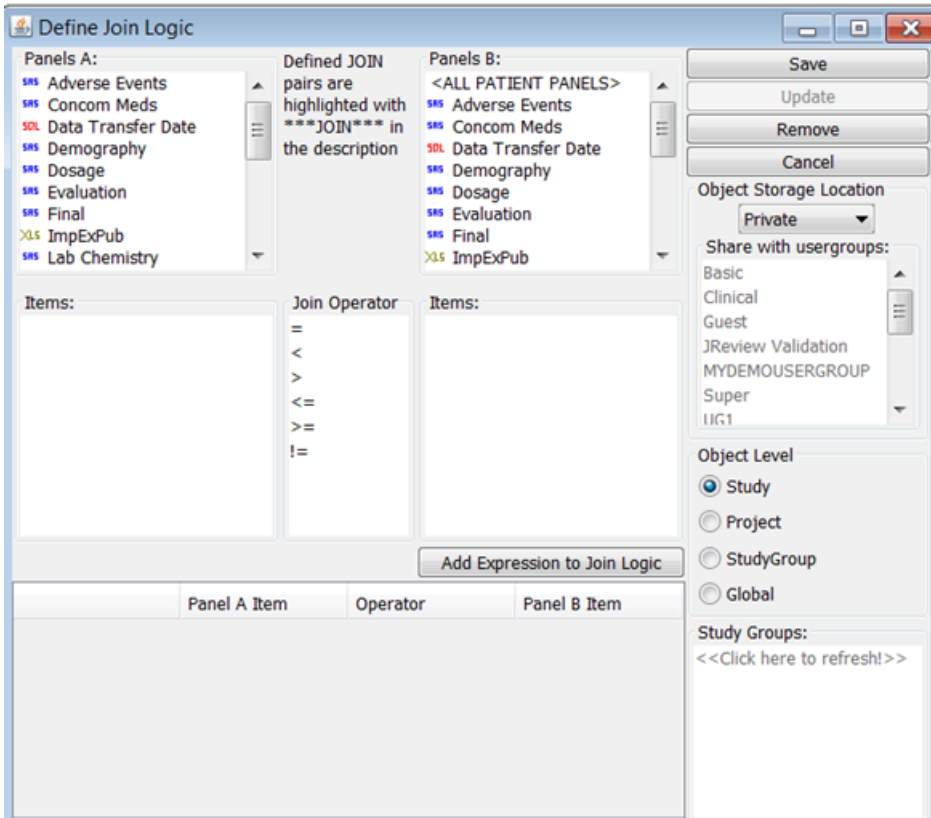 Define Join Logic
Panels A:
SAS Adverse Events
SAS Concom Meds
SQL Data Transfer Date
SAS Demography
SAS Dosage
SAS Evaluation
SAS Final
XLS ImpExPub
SAS Lab Chemistry
Defined JOIN
pairs are
highlighted with
***JOIN*** in
the description
Panels B:
<ALL PATIENT PANELS>
SAS Adverse Events
SAS Concom Meds
SQL Data Transfer Date
SAS Demography
SAS Dosage
SAS Evaluation
SAS Final
XLS ImpExPub
Save
Update
Remove
Cancel
Object Storage Location
Private
Share with usergroups:
Basic
Clinical
Guest
JReview Validation
MYDEMOUSERGROUP
Super
UG1
Items:
Join Operator
=
<
>
<=
>=
!=
Items:
Object Level
Study
Project
StudyGroup
Global
Add Expression to Join Logic
Panel A Item Operator Panel B Item
Study Groups:
<<Click here to refresh!>>